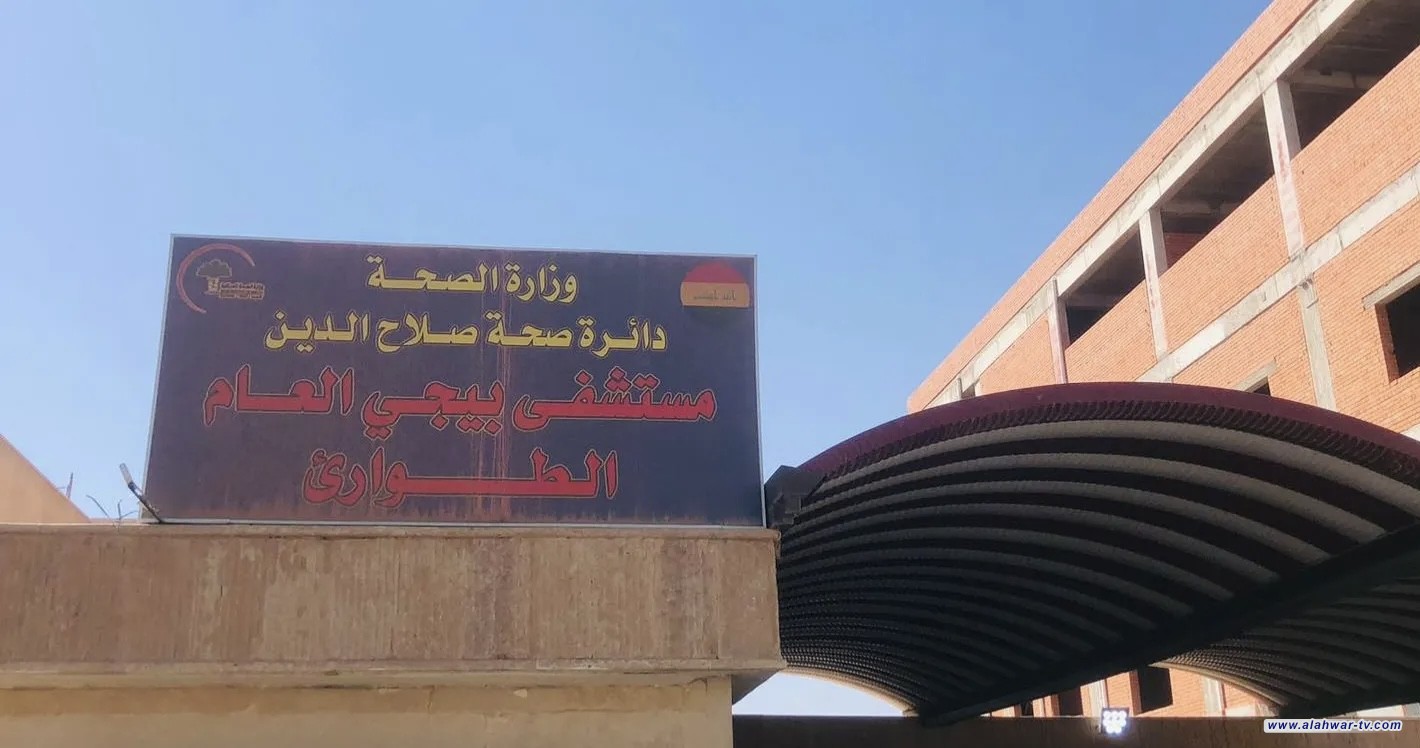 وزارة الصحة
دائرة صحة صلاح الدين
مستشفى بيجي العام
الطوارئ
www.alahwar-tv.com